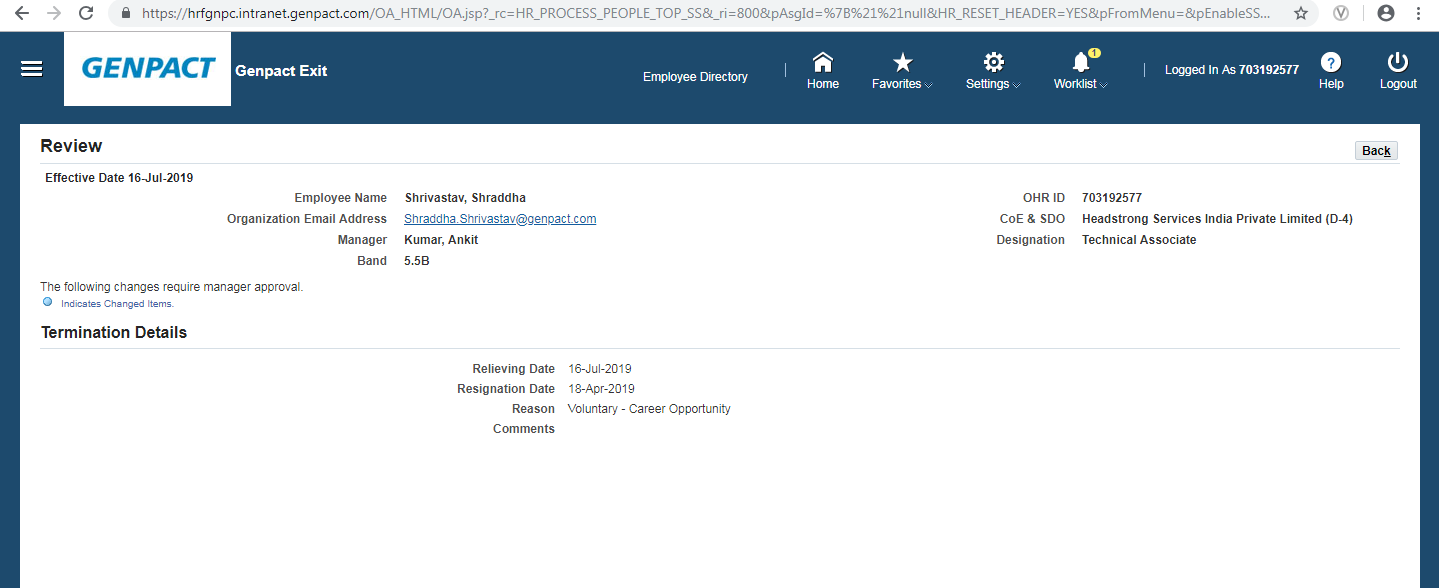 https://hrfgnpc.intranet.genpact.com/OA_HTML/OA.jsp?_rc=HR_PROCESS_PEOPLE_TOP_SS&_ri=800&pAsgId=%7B%21%21null&HR_RESET_HEADER=YES&pFromMenu=&pEnableSS...
GENPACT Genpact Exit Employee Directory Home Favorites Settings Worklist 1 Logged In As 703192577 ? Help Logout
Review Back
Effective Date 16-Jul-2019
Employee Name Shrivastav, Shraddha OHR ID 703192577
Organization Email Address Shraddha.Shrivastav@genpact.com CoE & SDO Headstrong Services India Private Limited (D-4)
Manager Kumar, Ankit Designation Technical Associate
Band 5.5B
The following changes require manager approval.
Indicates Changed Items.
Termination Details
Relieving Date 16-Jul-2019
Resignation Date 18-Apr-2019
Reason Voluntary - Career Opportunity
Comments